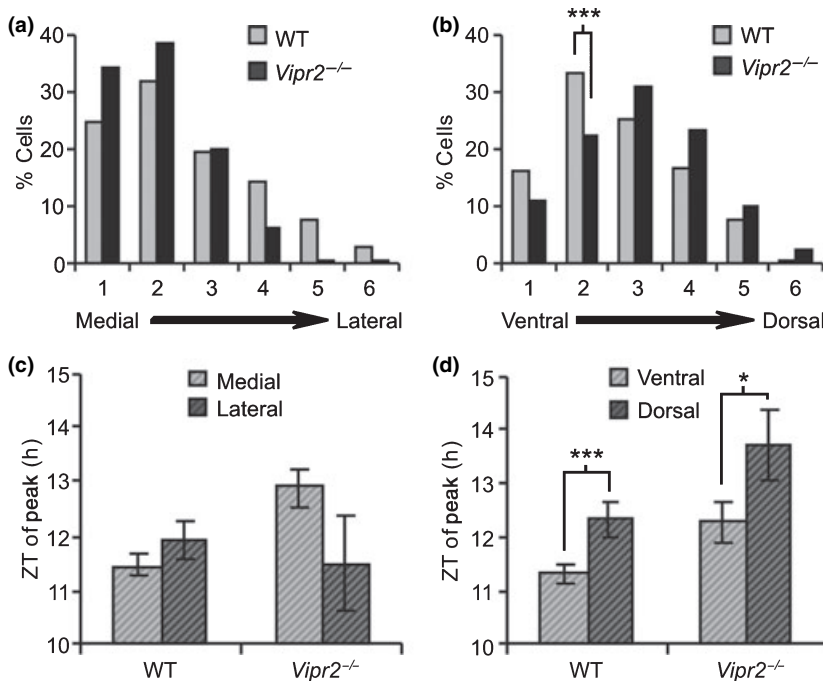 (a)
40
30
20
10
0
% Cells
WT
Vipr2–/–
1 2 3 4 5 6
Medial Lateral
(b)
***
40
30
20
10
0
% Cells
WT
Vipr2–/–
1 2 3 4 5 6
Ventral Dorsal
(c)
15
14
13
12
11
10
ZT of peak (h)
Medial
Lateral
WT Vipr2–/–
(d)
15
14
13
12
11
10
ZT of peak (h)
Ventral
Dorsal
***
*
WT Vipr2–/–